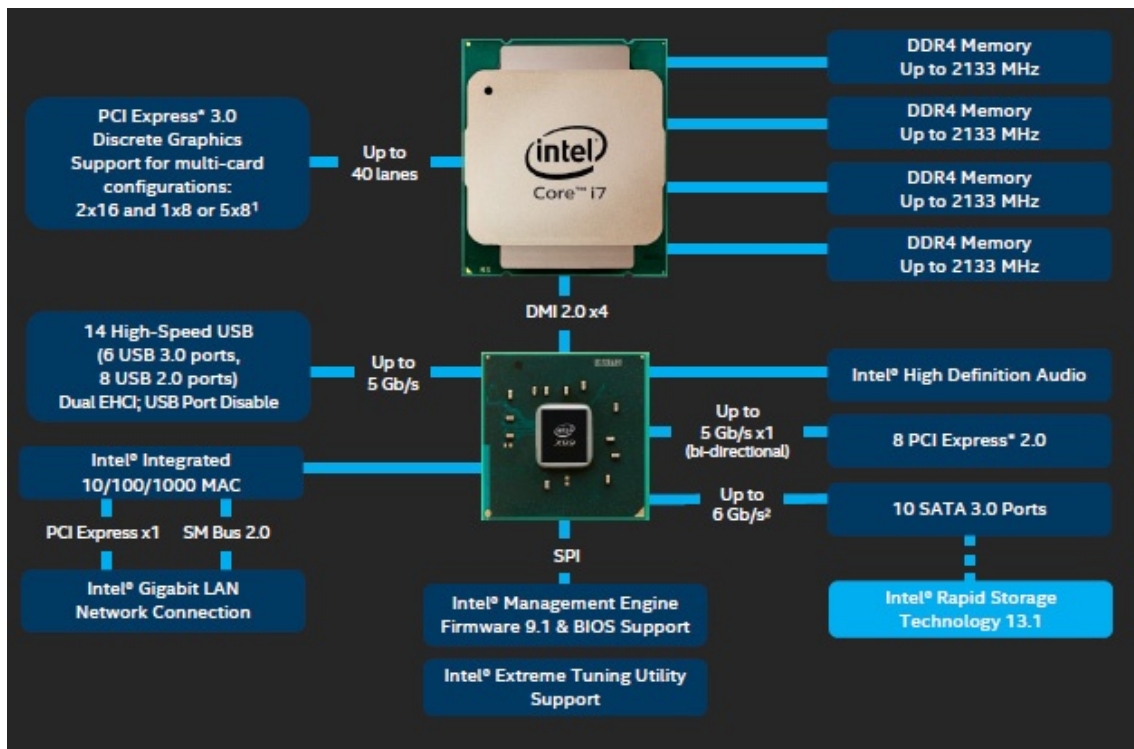 DDR4 Memory
Up to 2133 MHz
DDR4 Memory
Up to 2133 MHz
DDR4 Memory
Up to 2133 MHz
DDR4 Memory
Up to 2133 MHz
PCI Express* 3.0
Discrete Graphics
Support for multi-card
configurations:
2x16 and 1x8 or 5x8¹
Up to
40 lanes
intel
Core™ i7
DMI 2.0 x4
14 High-Speed USB
(6 USB 3.0 ports,
8 USB 2.0 ports)
Dual EHCI; USB Port Disable
Up to
5 Gb/s
Intel® High Definition Audio
Up to
5 Gb/s x1
(bi-directional)
8 PCI Express* 2.0
intel
X99
Intel® Integrated
10/100/1000 MAC
Up to
6 Gb/s²
10 SATA 3.0 Ports
PCI Express x1
SM Bus 2.0
SPI
Intel® Gigabit LAN
Network Connection
Intel® Management Engine
Firmware 9.1 & BIOS Support
Intel® Rapid Storage
Technology 13.1
Intel® Extreme Tuning Utility
Support